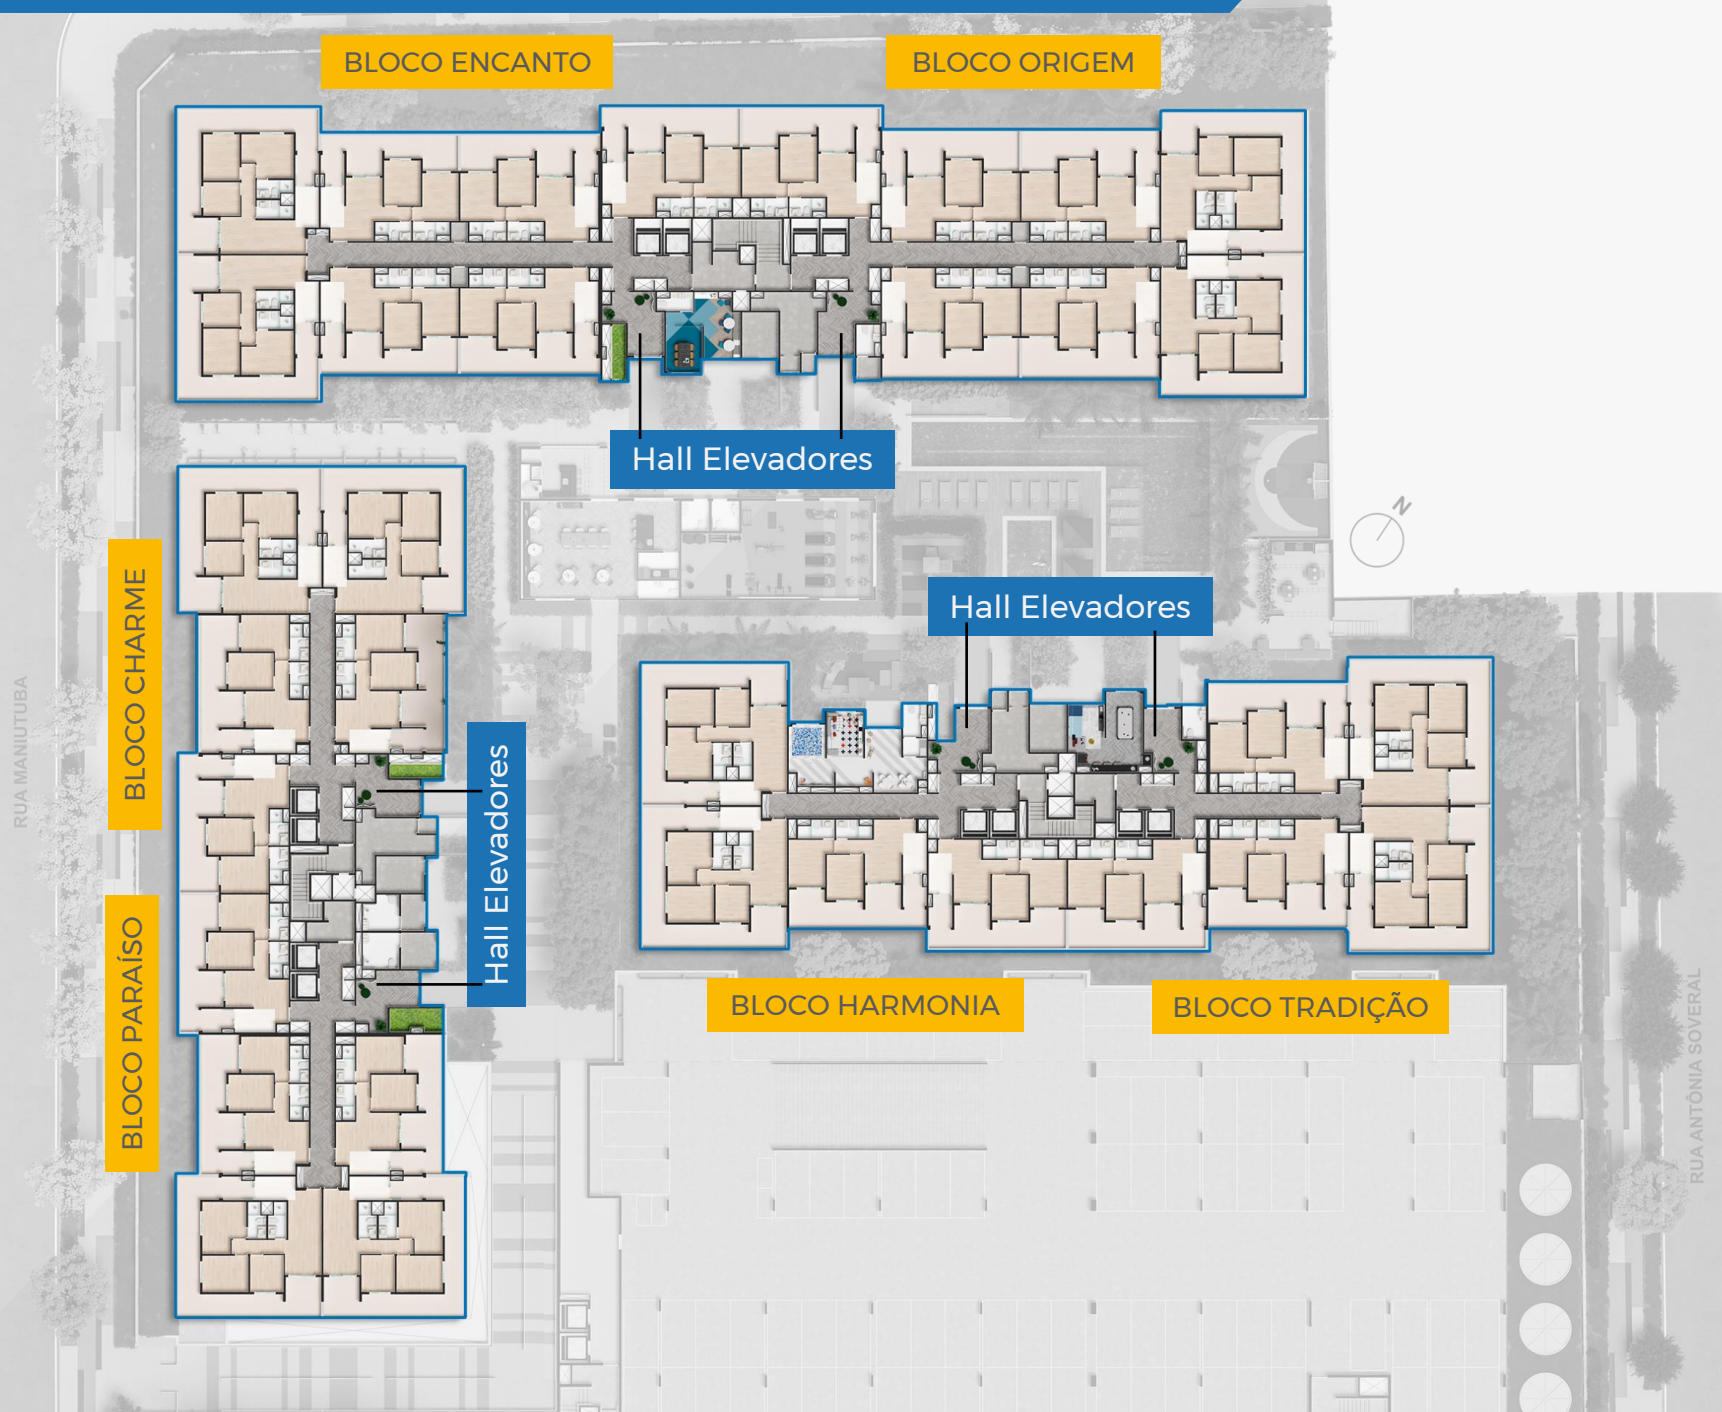 BLOCO ENCANTO
BLOCO ORIGEM
Hall Elevadores
N
BLOCO CHARME
Hall Elevadores
RUA MANIUTUBA
Hall Elevadores
BLOCO PARAÍSO
BLOCO HARMONIA
BLOCO TRADIÇÃO
RUA ANTÔNIA SOVERAL